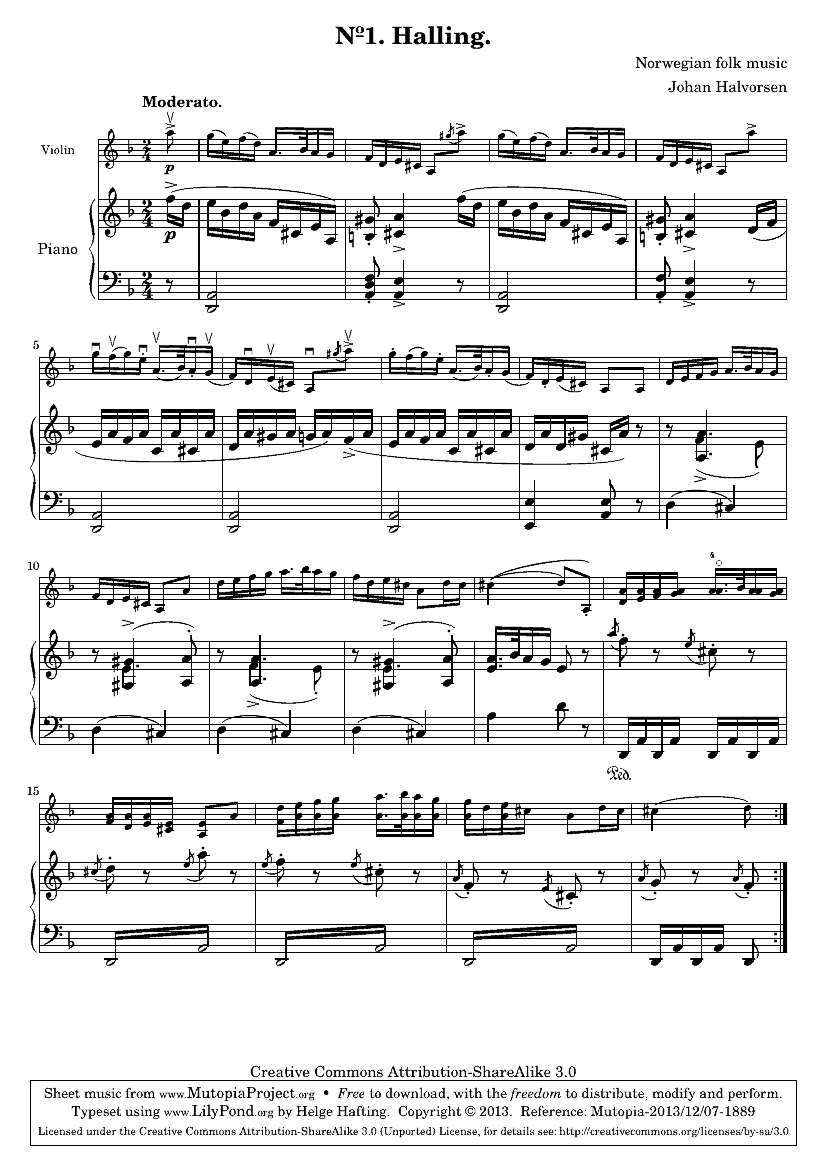 Nº1. Halling.
Norwegian folk music
Johan Halvorsen
Moderato.
Violin
p
Piano
p
5
10
4
Ped.
15
Creative Commons Attribution-ShareAlike 3.0
Sheet music from www.MutopiaProject.org • Free to download, with the freedom to distribute, modify and perform.
Typeset using www.LilyPond.org by Helge Hafting. Copyright © 2013. Reference: Mutopia-2013/12/07-1889
Licensed under the Creative Commons Attribution-ShareAlike 3.0 (Unported) License, for details see: http://creativecommons.org/licenses/by-sa/3.0